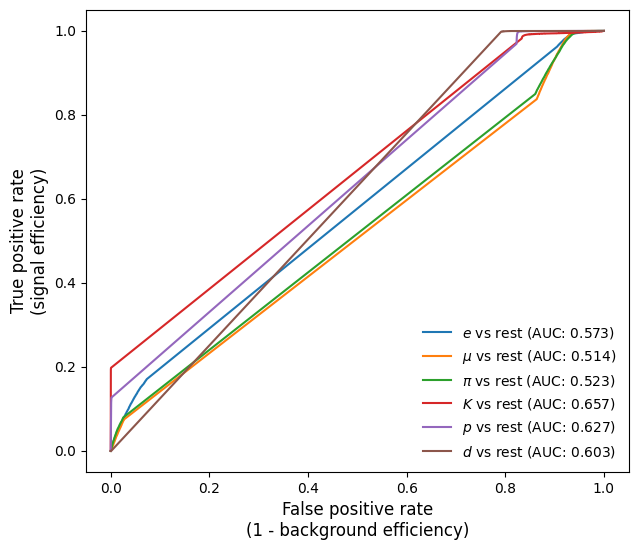 True positive rate
(signal efficiency)
1.0
0.8
0.6
0.4
0.2
0.0
e vs rest (AUC: 0.573)
μ vs rest (AUC: 0.514)
π vs rest (AUC: 0.523)
K vs rest (AUC: 0.657)
p vs rest (AUC: 0.627)
d vs rest (AUC: 0.603)
0.0 0.2 0.4 0.6 0.8 1.0
False positive rate
(1 - background efficiency)